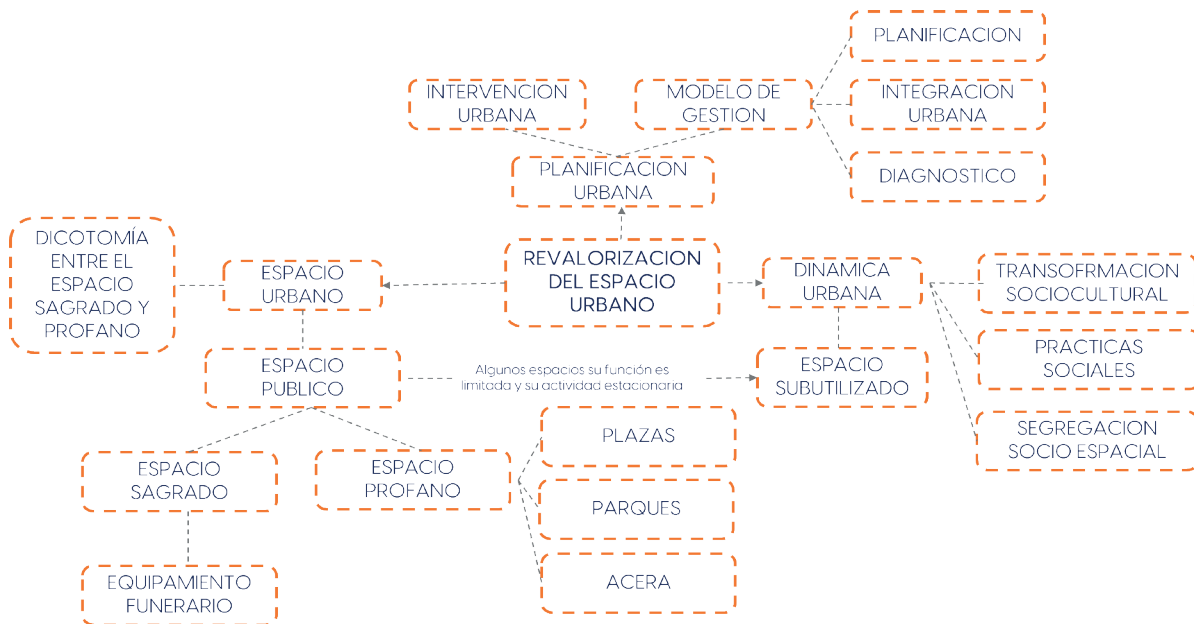 PLANIFICACION
INTERVENCION
URBANA
MODELO DE
GESTION
INTEGRACION
URBANA
PLANIFICACION
URBANA
DIAGNOSTICO
DICOTOMÍA
ENTRE EL
ESPACIO
SAGRADO Y
PROFANO
ESPACIO
URBANO
REVALORIZACION
DEL ESPACIO
URBANO
DINAMICA
URBANA
TRANSOFRMACION
SOCIOCULTURAL
ESPACIO
PUBLICO
Algunos espacios su función es
limitada y su actividad estacionaria
ESPACIO
SUBUTILIZADO
PRACTICAS
SOCIALES
SEGREGACION
SOCIO ESPACIAL
ESPACIO
SAGRADO
ESPACIO
PROFANO
PLAZAS
PARQUES
ACERA
EQUIPAMIENTO
FUNERARIO